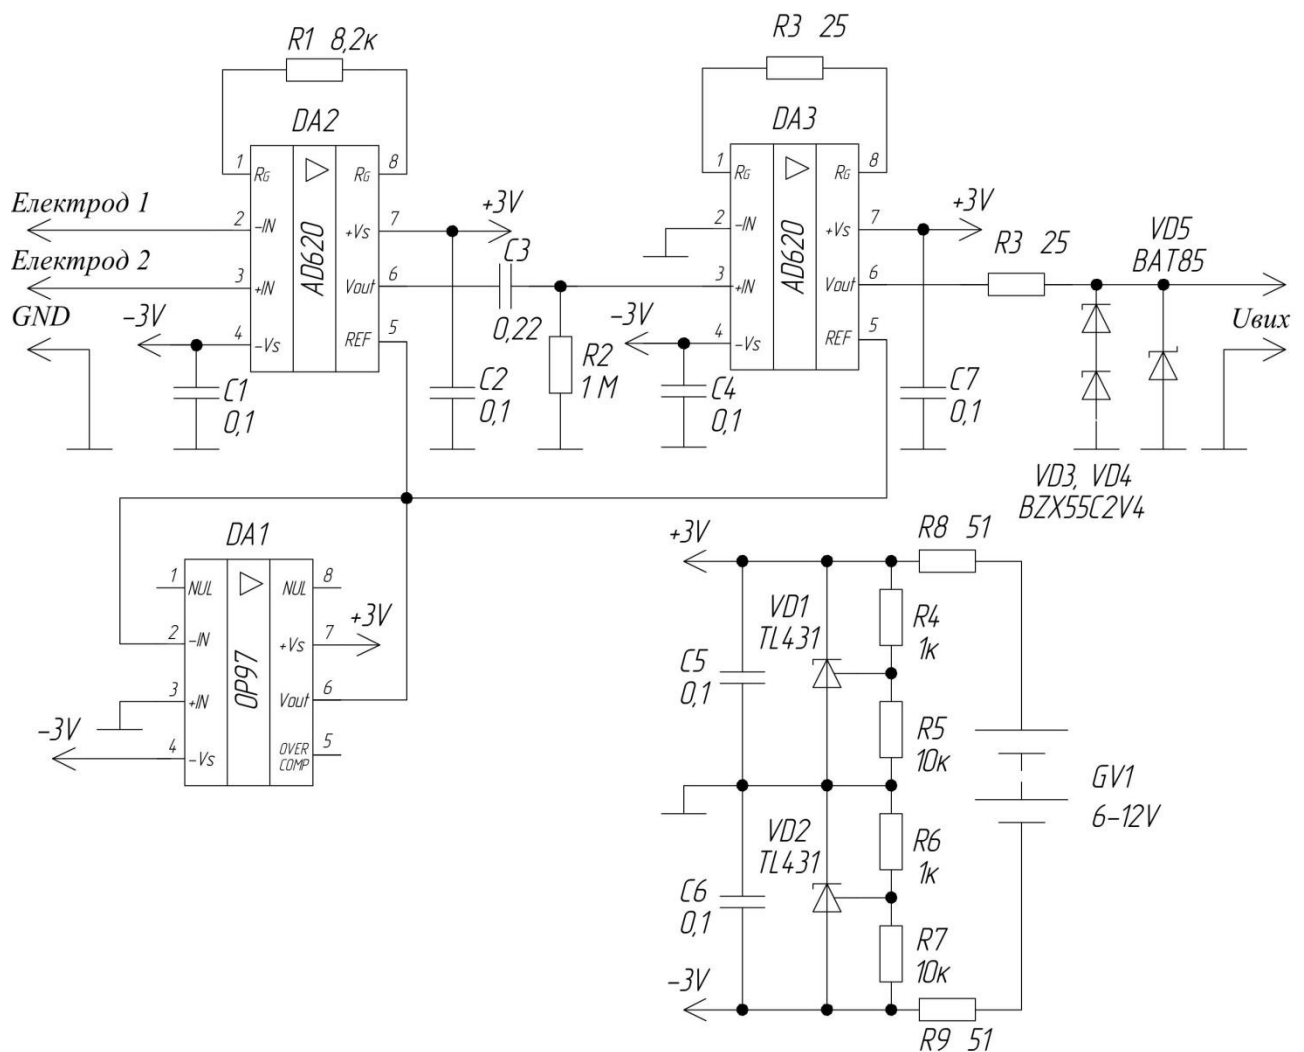 R1 8,2к
R3 25
DA2
DA3
1 RG
RG 8
1 RG
RG 8
Електрод 1
2 -IN
+Vs 7
+3V
2 -IN
+Vs 7
+3V
AD620
AD620
R3 25
VD5
BAT85
Електрод 2
3 +IN
Vout 6
C3
0,22
3 +IN
Vout 6
GND
-3V
4 -Vs
REF 5
-3V
4 -Vs
REF 5
Uвих
C1
0,1
C2
0,1
R2
1 М
C4
0,1
C7
0,1
VD3, VD4
BZX55C2V4
DA1
1 NUL
NUL 8
2 -IN
+Vs 7
+3V
OP97
3 +IN
Vout 6
-3V
4 -Vs
OVER
COMP
5
+3V
R8 51
VD1
TL431
R4
1к
C5
0,1
R5
10к
GV1
6-12V
VD2
TL431
R6
1к
C6
0,1
R7
10к
-3V
R9 51